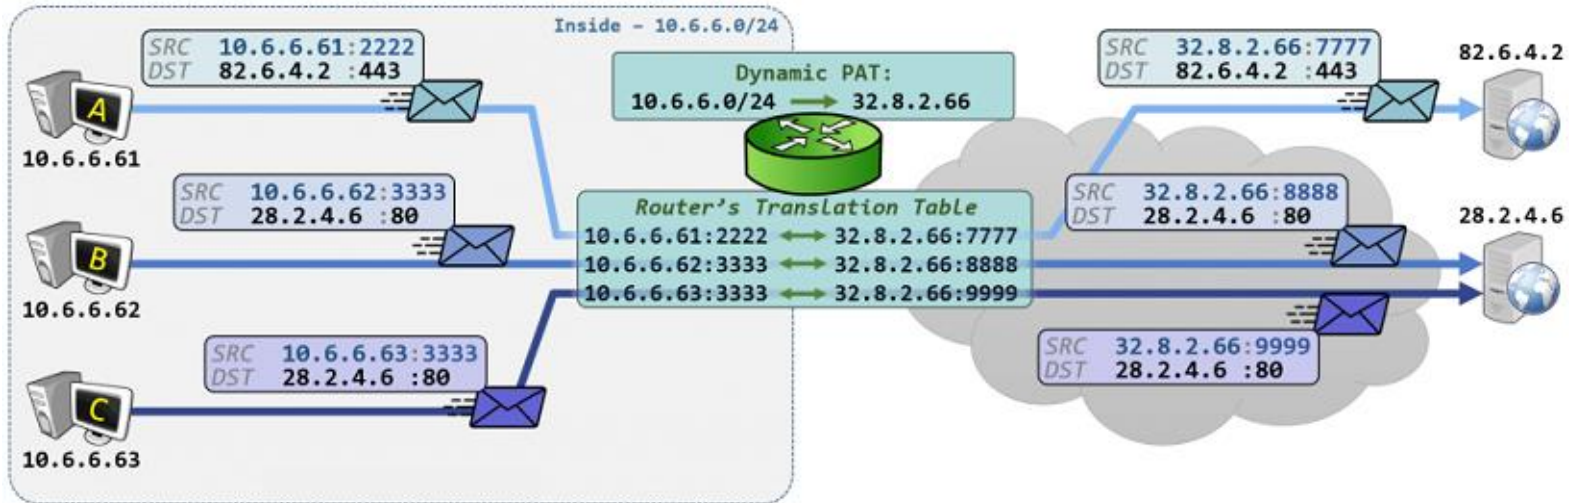 Inside – 10.6.6.0/24
SRC 10.6.6.61:2222
DST 82.6.4.2 :443
A
10.6.6.61
Dynamic PAT:
10.6.6.0/24 32.8.2.66
SRC 32.8.2.66:7777
DST 82.6.4.2 :443
82.6.4.2
SRC 10.6.6.62:3333
DST 28.2.4.6 :80
B
10.6.6.62
Router's Translation Table
10.6.6.61:2222 32.8.2.66:7777
10.6.6.62:3333 32.8.2.66:8888
10.6.6.63:3333 32.8.2.66:9999
SRC 32.8.2.66:8888
DST 28.2.4.6 :80
28.2.4.6
SRC 10.6.6.63:3333
DST 28.2.4.6 :80
C
10.6.6.63
SRC 32.8.2.66:9999
DST 28.2.4.6 :80